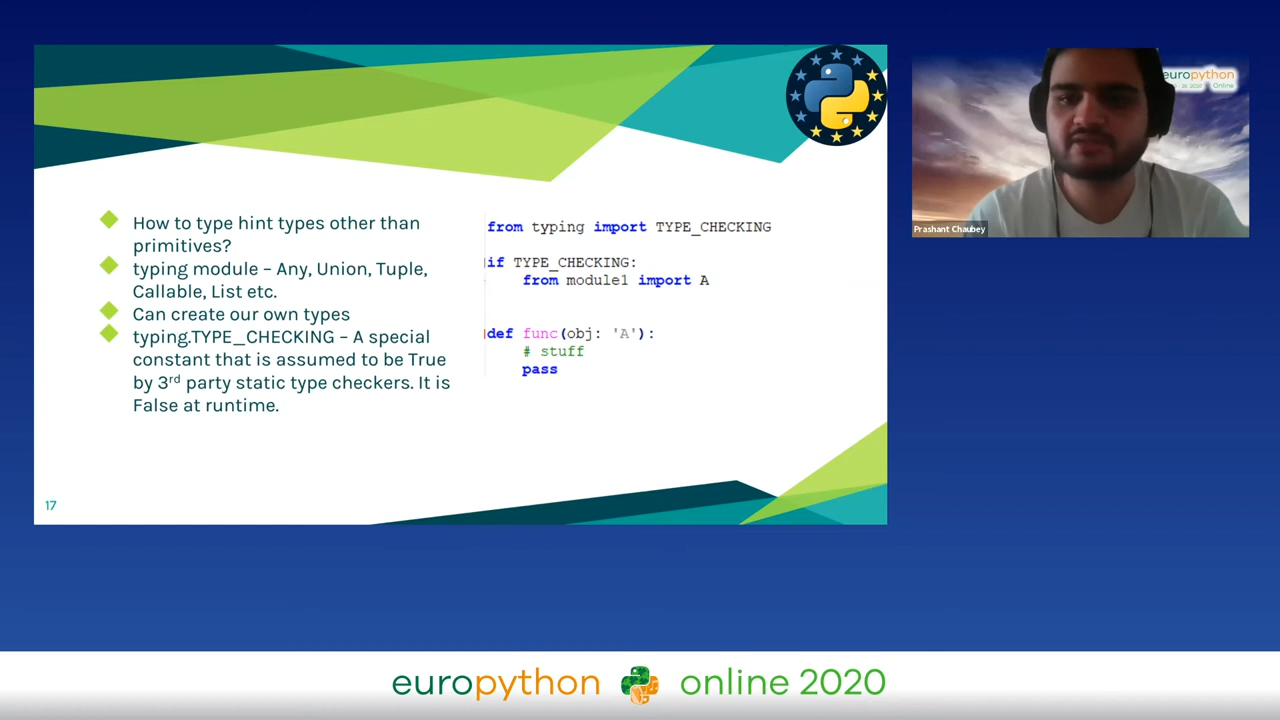 How to type hint types other than
primitives?
typing module – Any, Union, Tuple,
Callable, List etc.
Can create our own types
typing.TYPE_CHECKING – A special
constant that is assumed to be True
by 3rd party static type checkers. It is
False at runtime.
from typing import TYPE_CHECKING
if TYPE_CHECKING:
from module1 import A
def func(obj: 'A'):
# stuff
pass
17
europython
Online
Prashant Chaubey
europython online 2020